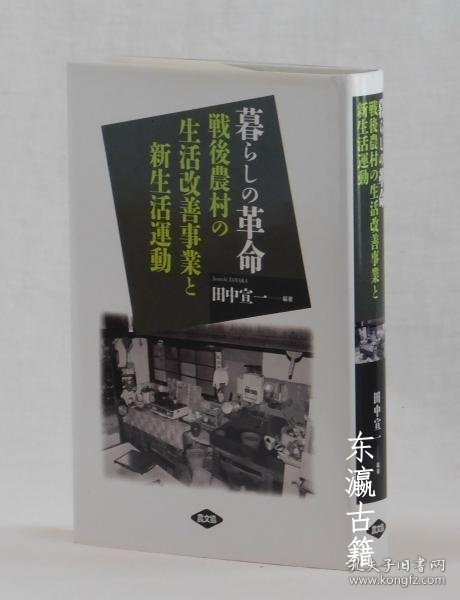 暮らしの革命
戦後農村の
生活改善事業と
新生活運動
Senichi TANAKA
田中宣一 編著
農文協
暮らしの革命
戦後農村の生活改善事業と
新生活運動
田中宣一 編著
農文協
东瀛古籍
孔夫子旧书网
www.kongfz.com